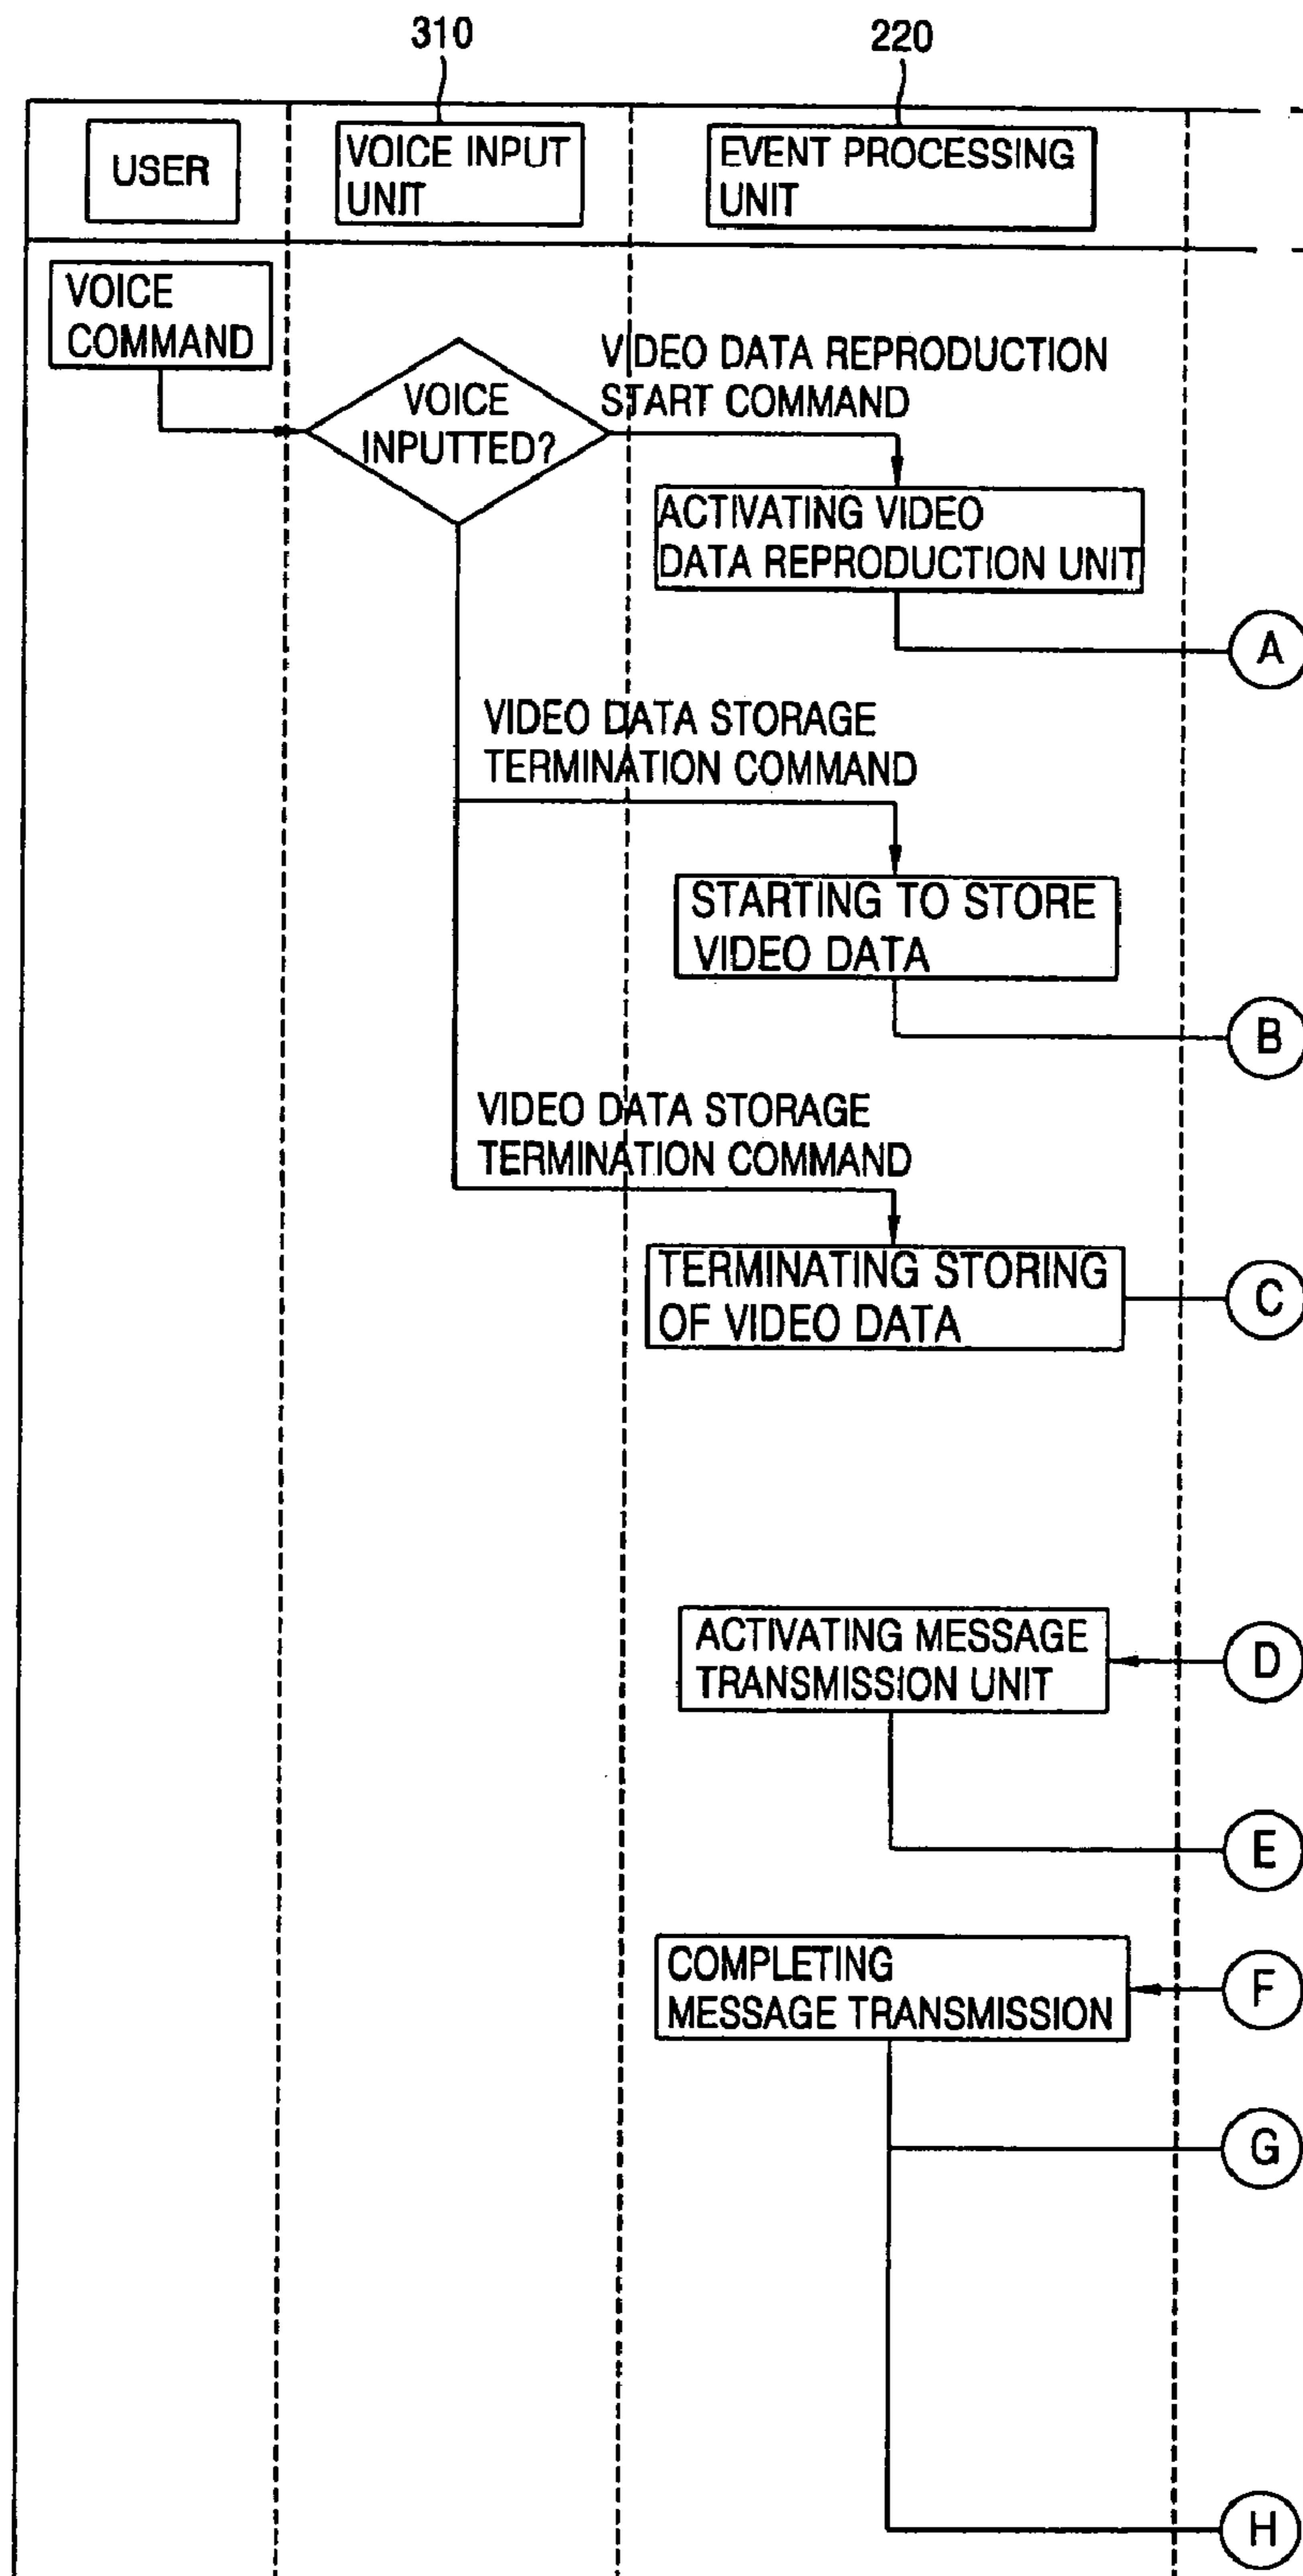 310
220
USER
VOICE INPUT
UNIT
EVENT PROCESSING
UNIT
VOICE
COMMAND
VOICE
INPUTTED?
VIDEO DATA REPRODUCTION
START COMMAND
ACTIVATING VIDEO
DATA REPRODUCTION UNIT
A
VIDEO DATA STORAGE
TERMINATION COMMAND
STARTING TO STORE
VIDEO DATA
B
VIDEO DATA STORAGE
TERMINATION COMMAND
TERMINATING STORING
OF VIDEO DATA
C
ACTIVATING MESSAGE
TRANSMISSION UNIT
D
E
COMPLETING
MESSAGE TRANSMISSION
F
G
H